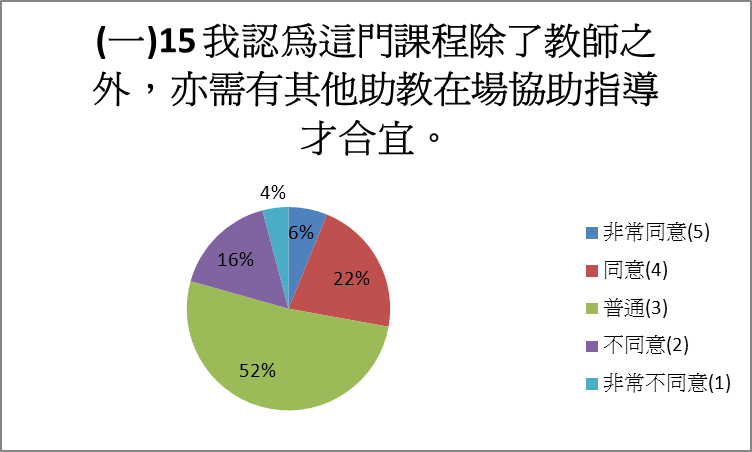 (一)15 我認為這門課程除了教師之
外，亦需有其他助教在場協助指導
才合宜。
4%
6%
16%
22%
52%
非常同意(5)
同意(4)
普通(3)
不同意(2)
非常不同意(1)